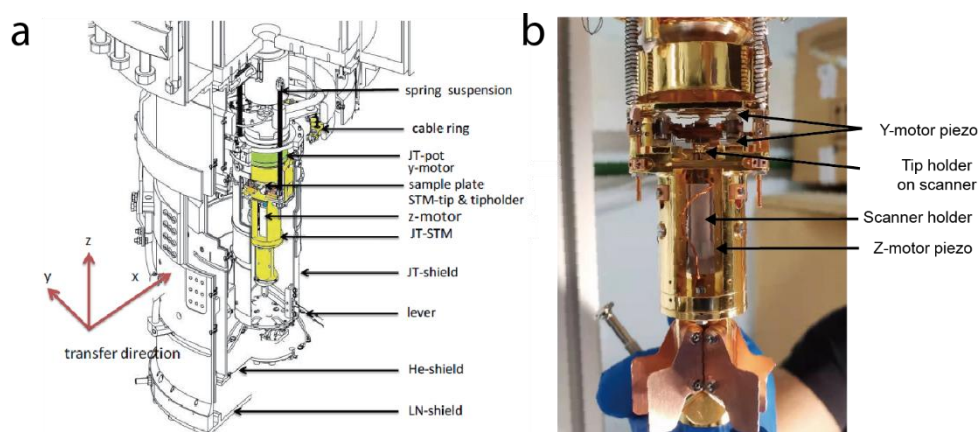 a
spring suspension
cable ring
JT-pot
y-motor
sample plate
STM-tip & tipholder
z-motor
JT-STM
JT-shield
lever
He-shield
LN-shield
z
y
x
transfer direction
b
Y-motor piezo
Tip holder
on scanner
Scanner holder
Z-motor piezo